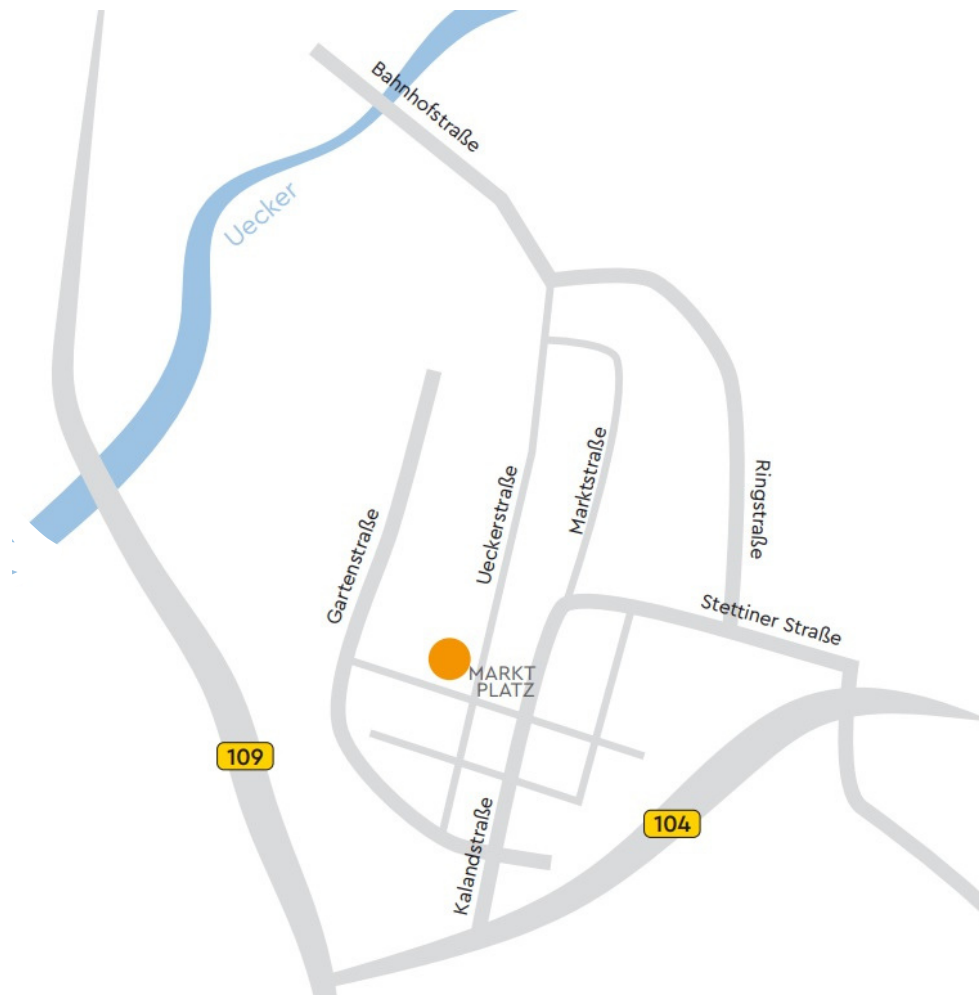 Bahnhofstraße
Uecker
Ueckerstraße
Marktstraße
Ringstraße
Gartenstraße
Stettiner Straße
MARKT
PLATZ
109
104
Kalandstraße